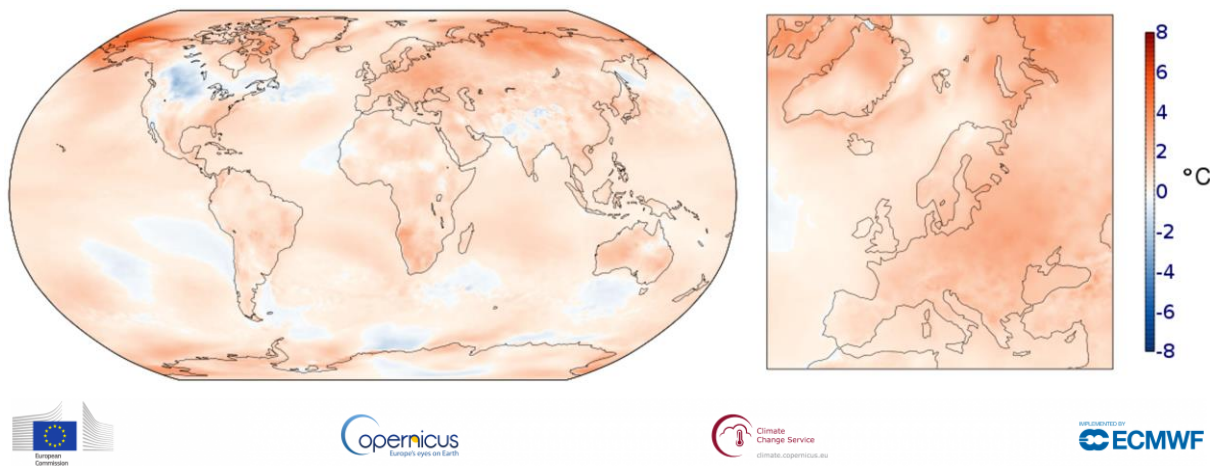 8
6
4
2
0
-2
-4
-6
-8
°C
European
Commission
opernicus
Europe's eyes on Earth
Climate
Change Service
climate.copernicus.eu
IMPLEMENTED BY
ECMWF